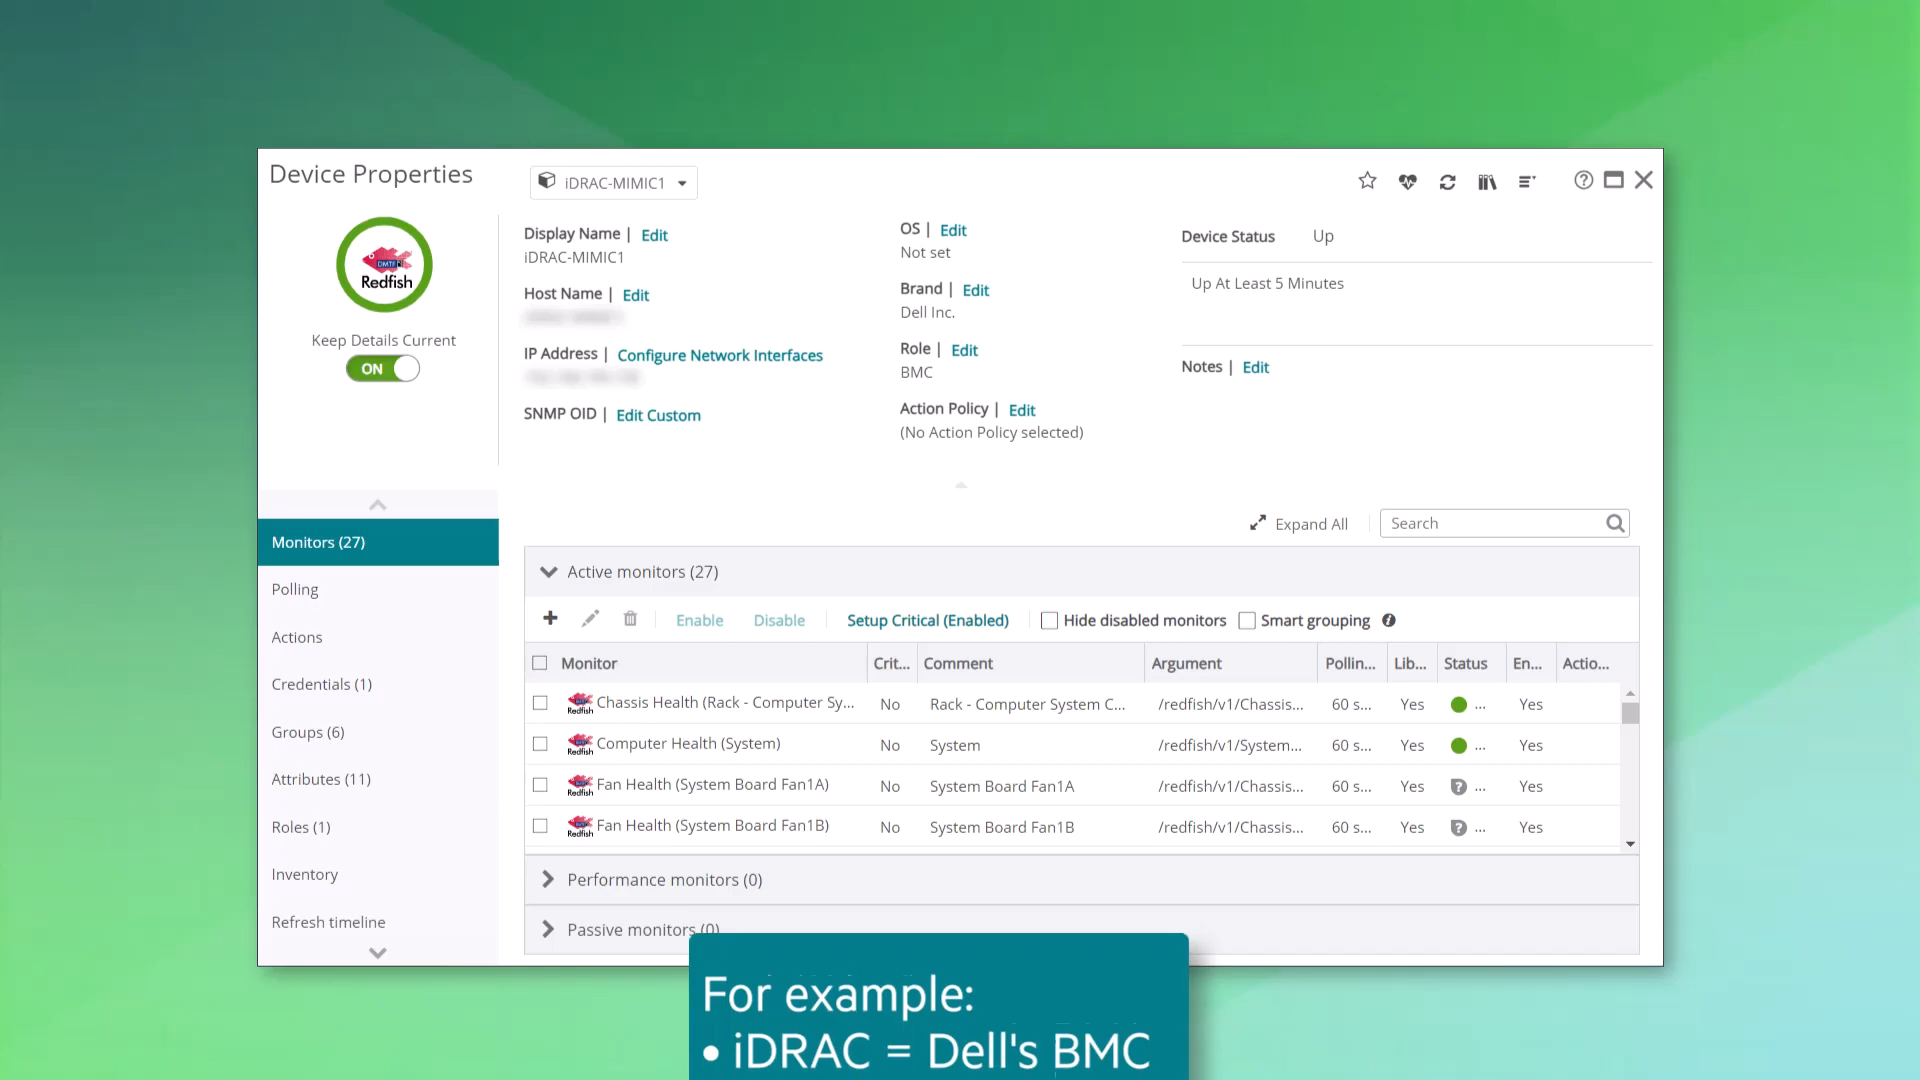 Device Properties
iDRAC-MIMIC1
DMTF
Redfish
Keep Details Current
ON
Display Name | Edit
iDRAC-MIMIC1
Host Name | Edit
IP Address | Configure Network Interfaces
SNMP OID | Edit Custom
OS | Edit
Not set
Brand | Edit
Dell Inc.
Role | Edit
BMC
Action Policy | Edit
(No Action Policy selected)
Device Status Up
Up At Least 5 Minutes
Notes | Edit
Monitors (27)
Polling
Actions
Credentials (1)
Groups (6)
Attributes (11)
Roles (1)
Inventory
Refresh timeline
Expand All Search
Active monitors (27)
Enable Disable Setup Critical (Enabled) Hide disabled monitors Smart grouping
Monitor Crit... Comment Argument Pollin... Lib... Status En... Actio...
Redfish Chassis Health (Rack - Computer Sy... No Rack - Computer System C... /redfish/v1/Chassis... 60 s... Yes ... Yes
Redfish Computer Health (System) No System /redfish/v1/System... 60 s... Yes ... Yes
Redfish Fan Health (System Board Fan1A) No System Board Fan1A /redfish/v1/Chassis... 60 s... Yes ... Yes
Redfish Fan Health (System Board Fan1B) No System Board Fan1B /redfish/v1/Chassis... 60 s... Yes ... Yes
Performance monitors (0)
Passive monitors (0)
For example:
• iDRAC = Dell's BMC